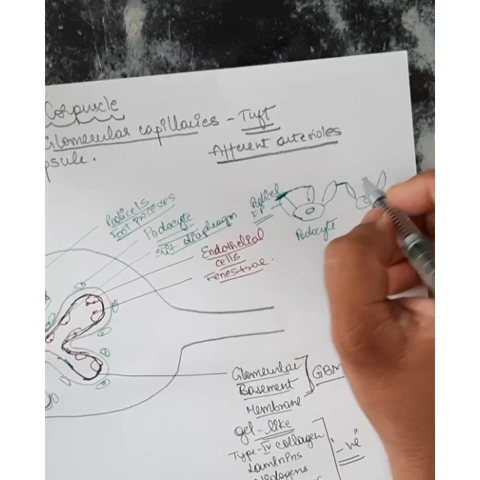 Corpuscle
Glomerular capillaries - Tuft
psule.
Afferent arterioles
Pedicels
Foot processes
Podocyte
Slit diaphragm
Endothelial
cells
Fenestrae.
Pedicel
FP
Podocyte
Glomerular
Basement
Membrane
GBM
gel-like
Type-IV collagen
Laminins
-ve